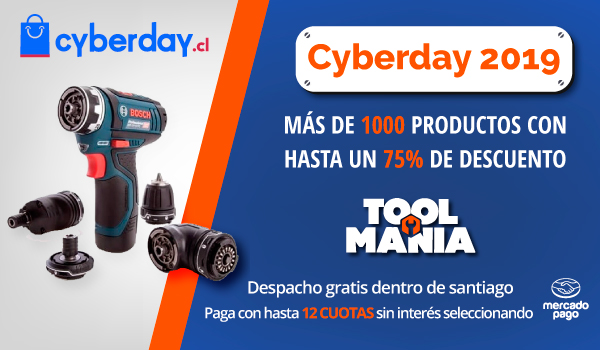 cyberday.cl
Cyberday 2019
MÁS DE 1000 PRODUCTOS CON
HASTA UN 75% DE DESCUENTO
BOSCH
TOOL
MANIA
Despacho gratis dentro de santiago
Paga con hasta 12 CUOTAS sin interés seleccionando
mercado
pago